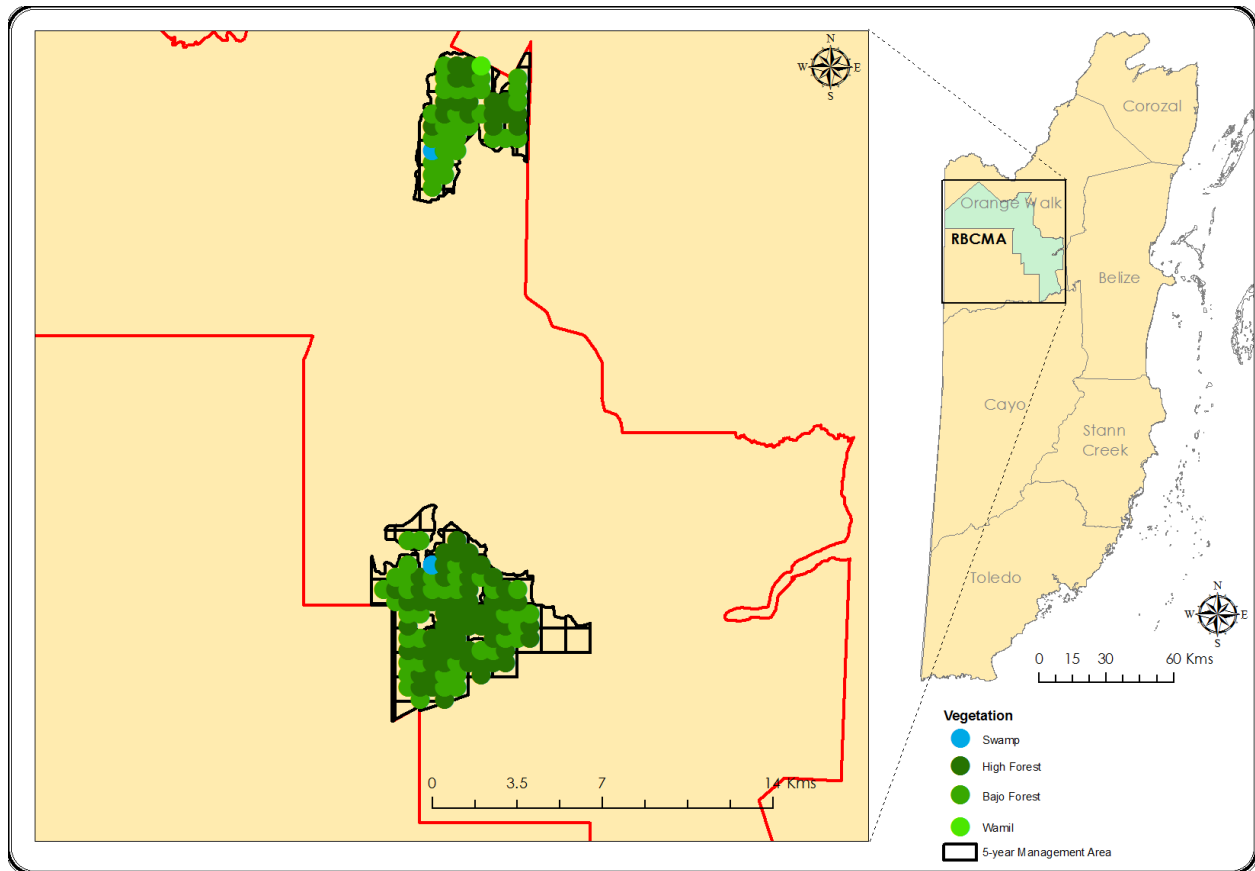 N
W E
S
0 3.5 7 14 Kms
Corozal
Orange Walk
RBCMA
Belize
Cayo
Stann
Creek
Toledo
N
W E
S
0 15 30 60 Kms
Vegetation
Swamp
High Forest
Bajo Forest
Wamil
5-year Management Area